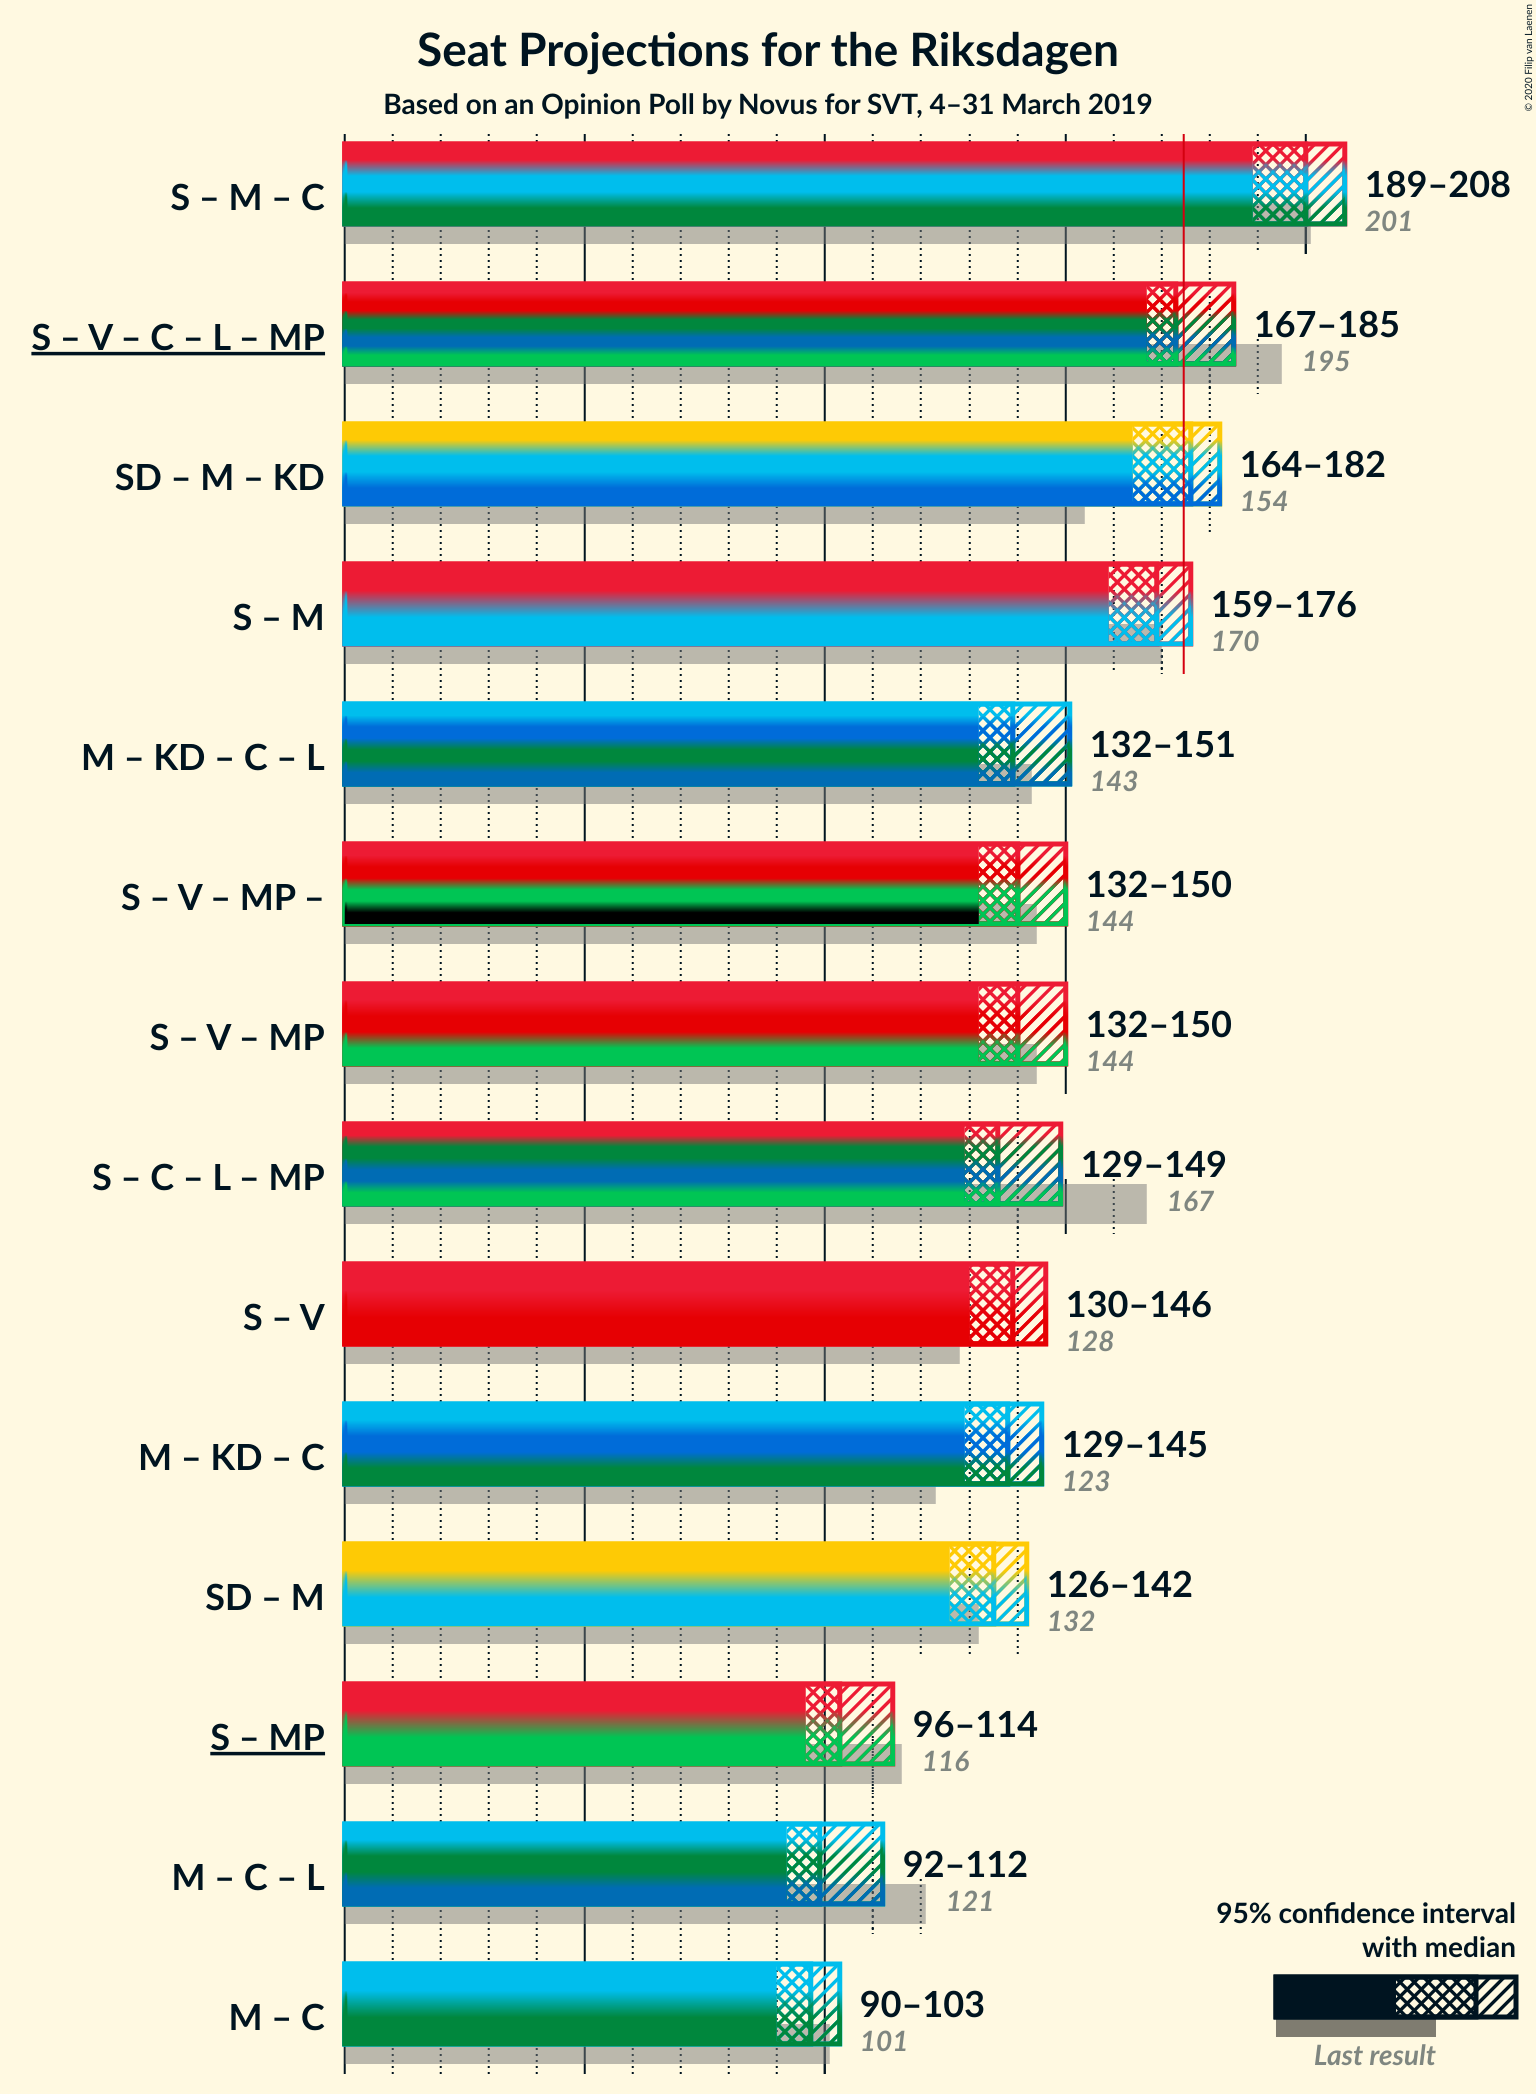 Seat Projections for the Riksdagen
Based on an Opinion Poll by Novus for SVT, 4–31 March 2019
© 2020 Filip van Laenen
S – M – C
189–208
201
S – V – C – L – MP
167–185
195
SD – M – KD
164–182
154
S – M
159–176
170
M – KD – C – L
132–151
143
S – V – MP –
132–150
144
S – V – MP
132–150
144
S – C – L – MP
129–149
167
S – V
130–146
128
M – KD – C
129–145
123
SD – M
126–142
132
S – MP
96–114
116
M – C – L
92–112
121
M – C
90–103
101
95% confidence interval
with median
Last result